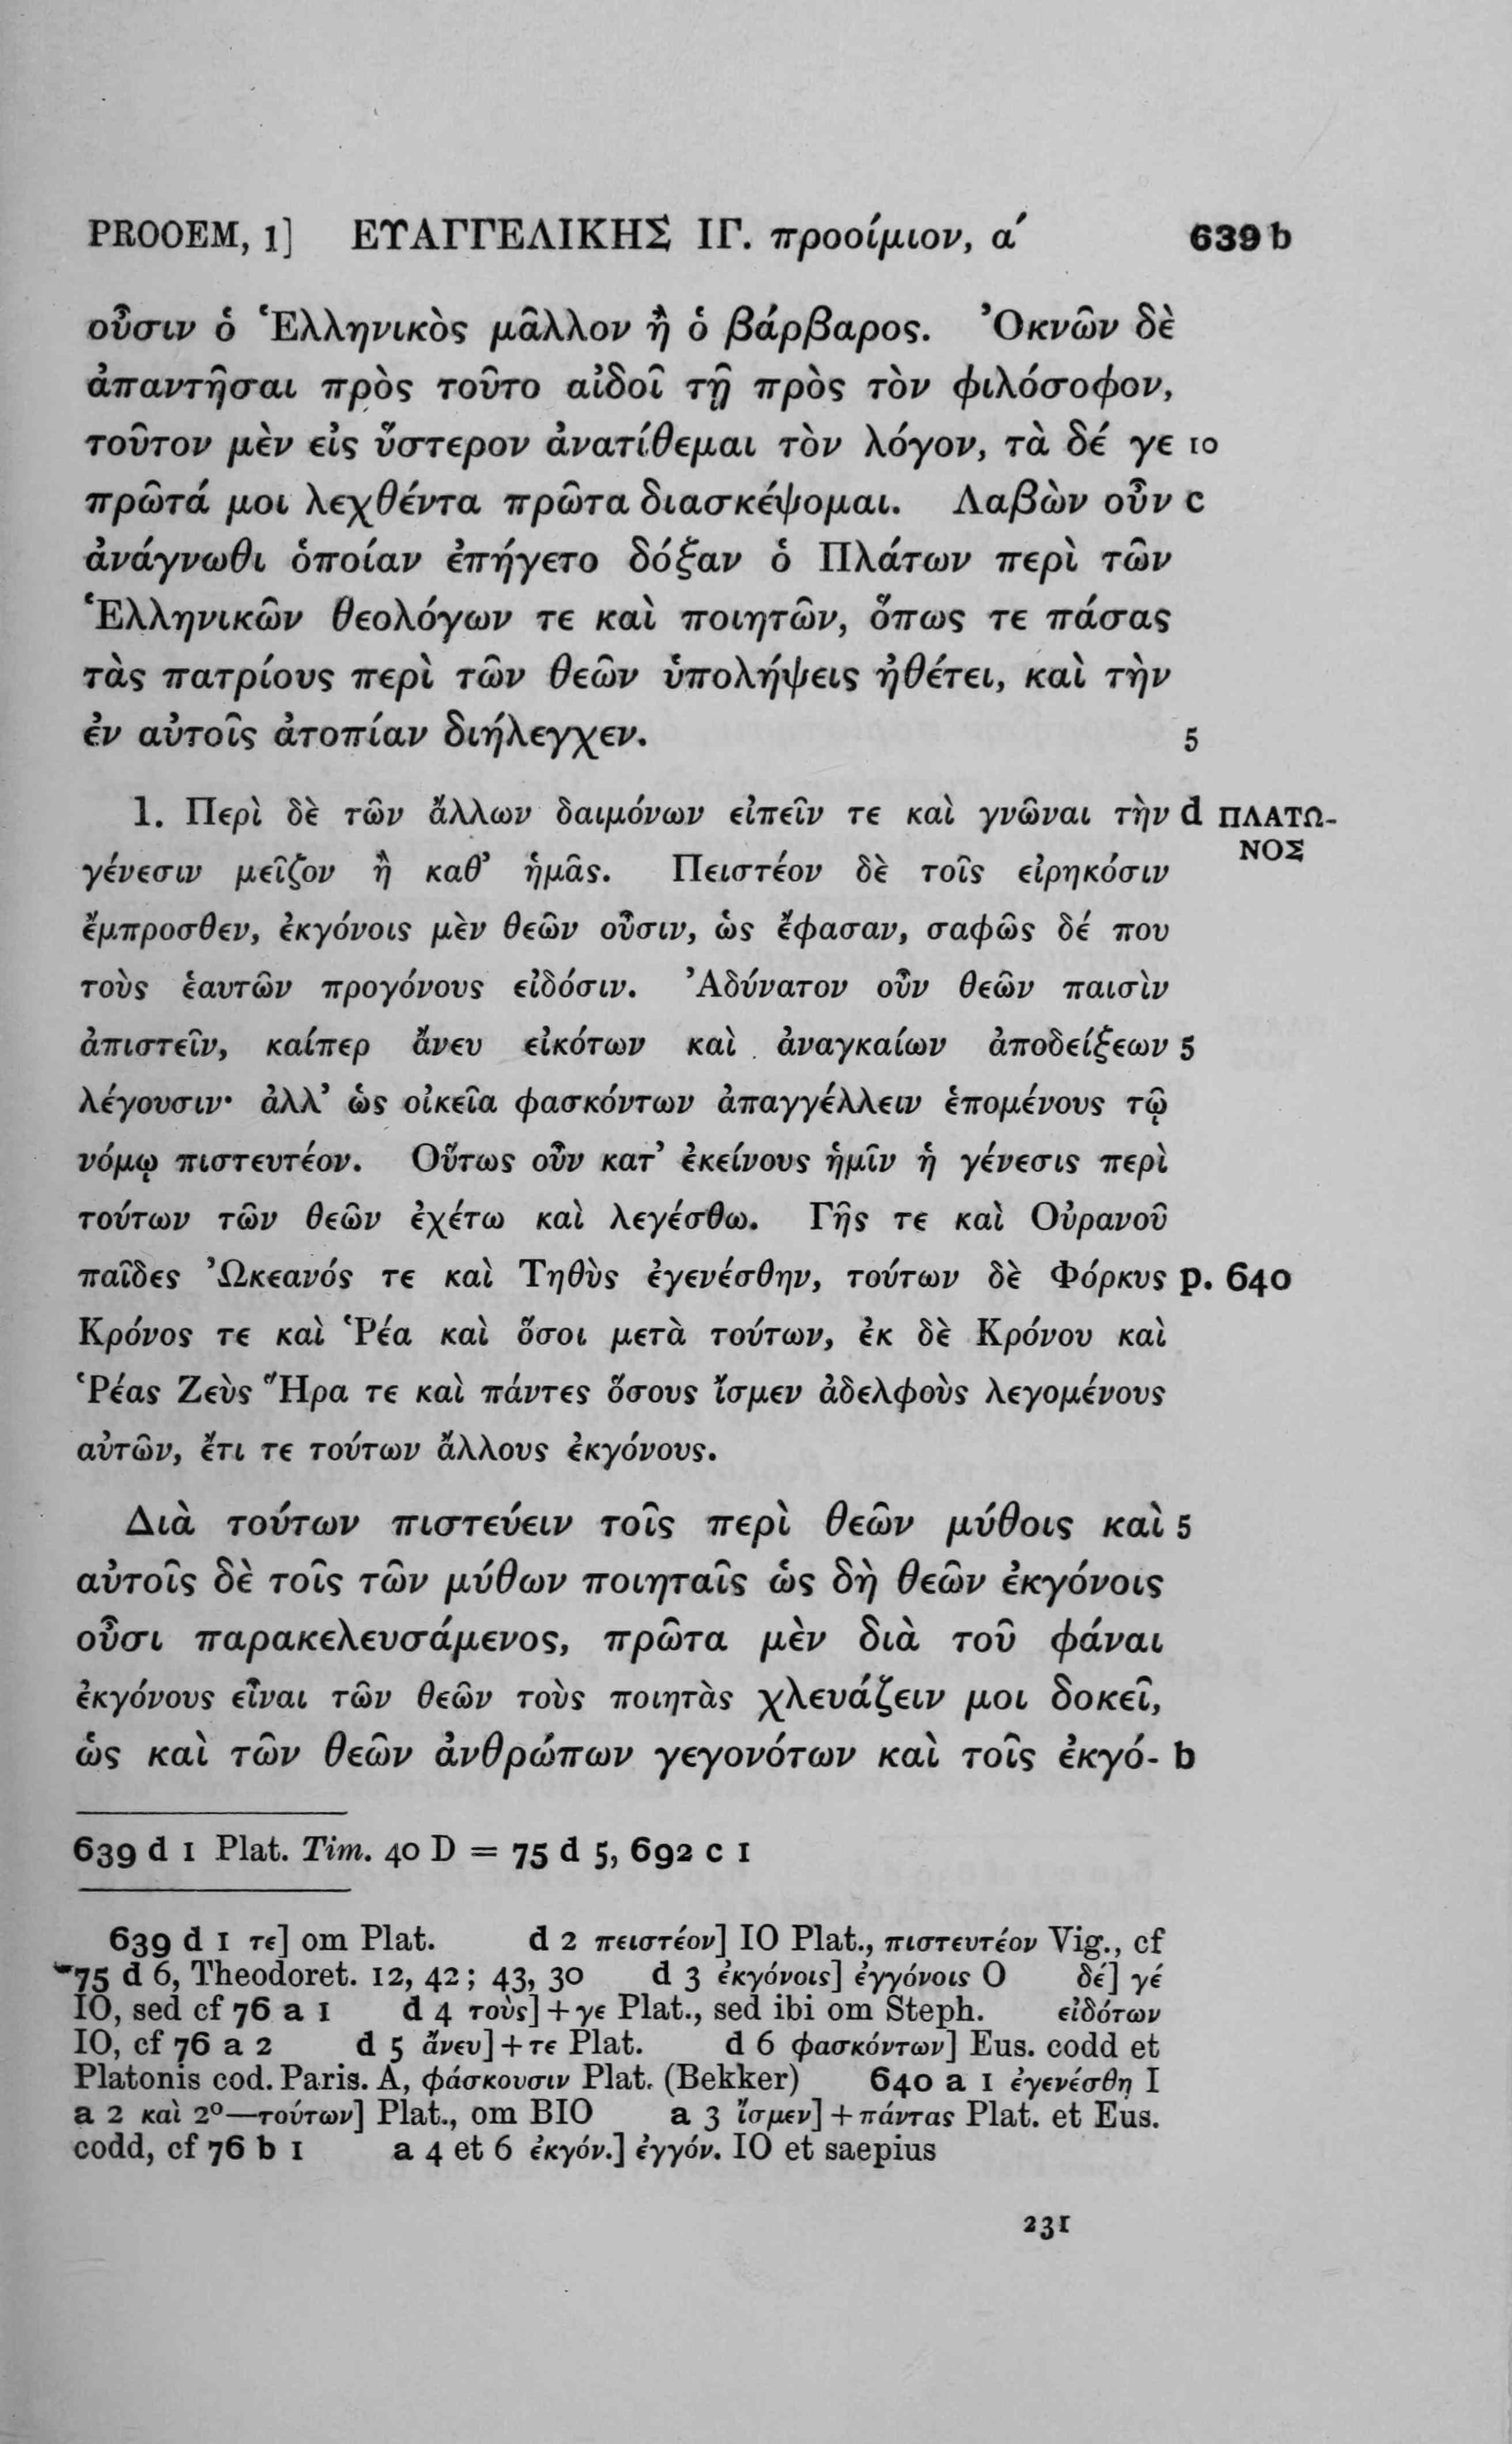 PROOEM, 1] ΕΥΑΓΓΕΛΙΚΗΣ ΙΓ. προοίμιον, α´ 639 b
οὖσιν ὁ Ἑλληνικὸς μᾶλλον ἢ ὁ βάρβαρος. Ὀκνῶν δὲ
ἀπαντῆσαι πρὸς τοῦτο αἰδοῖ τῇ πρὸς τὸν φιλόσοφον,
τοῦτον μὲν εἰς ὕστερον ἀνατίθεμαι τὸν λόγον, τὰ δέ γε 10
πρῶτά μοι λεχθέντα πρῶτα διασκέψομαι. Λαβὼν οὖν c
ἀνάγνωθι ὁποίαν ἐπήγετο δόξαν ὁ Πλάτων περὶ τῶν
Ἑλληνικῶν θεολόγων τε καὶ ποιητῶν, ὅπως τε πάσας
τὰς πατρίους περὶ τῶν θεῶν ὑπολήψεις ἠθέτει, καὶ τὴν
ἐν αὐτοῖς ἀτοπίαν διήλεγχεν. 5
1. Περὶ δὲ τῶν ἄλλων δαιμόνων εἰπεῖν τε καὶ γνῶναι τὴν d ΠΛΑΤΩ-
ΝΟΣ
γένεσιν μεῖζον ἢ καθ’ ἡμᾶς. Πειστέον δὲ τοῖς εἰρηκόσιν
ἔμπροσθεν, ἐκγόνοις μὲν θεῶν οὖσιν, ὡς ἔφασαν, σαφῶς δέ που
τοὺς ἑαυτῶν προγόνους εἰδόσιν. Ἀδύνατον οὖν θεῶν παισὶν
ἀπιστεῖν, καίπερ ἄνευ εἰκότων καὶ ἀναγκαίων ἀποδείξεων 5
λέγουσιν· ἀλλ’ ὡς οἰκεῖα φασκόντων ἀπαγγέλλειν ἑπομένους τῷ
νόμῳ πιστευτέον. Οὕτως οὖν κατ’ ἐκείνους ἡμῖν ἡ γένεσις περὶ
τούτων τῶν θεῶν ἐχέτω καὶ λεγέσθω. Γῆς τε καὶ Οὐρανοῦ
παῖδες Ὠκεανός τε καὶ Τηθὺς ἐγενέσθην, τούτων δὲ Φόρκυς p. 640
Κρόνος τε καὶ Ῥέα καὶ ὅσοι μετὰ τούτων, ἐκ δὲ Κρόνου καὶ
Ῥέας Ζεὺς Ἥρα τε καὶ πάντες ὅσους ἴσμεν ἀδελφοὺς λεγομένους
αὐτῶν, ἔτι τε τούτων ἄλλους ἐκγόνους.
Διὰ τούτων πιστεύειν τοῖς περὶ θεῶν μύθοις καὶ 5
αὐτοῖς δὲ τοῖς τῶν μύθων ποιηταῖς ὡς δὴ θεῶν ἐκγόνοις
οὖσι παρακελευσάμενος, πρῶτα μὲν διὰ τοῦ φάναι
ἐκγόνους εἶναι τῶν θεῶν τοὺς ποιητὰς χλευάζειν μοι δοκεῖ,
ὡς καὶ τῶν θεῶν ἀνθρώπων γεγονότων καὶ τοῖς ἐκγό- b
639 d 1 Plat. Tim. 40 D = 75 d 5, 692 c 1
639 d 1 τε] om Plat. d 2 πειστέον] IO Plat., πιστευτέον Vig., cf
75 d 6, Theodoret. 12, 42; 43, 30 d 3 ἐκγόνοις] ἐγγόνοις O δέ] γέ
IO, sed cf 76 a 1 d 4 τοὺς] + γε Plat., sed ibi om Steph. εἰδότων
IO, cf 76 a 2 d 5 ἄνευ] + τε Plat. d 6 φασκόντων] Eus. codd et
Platonis cod. Paris. A, φάσκουσιν Plat. (Bekker) 640 a 1 ἐγενέσθη I
a 2 καὶ 2º—τούτων] Plat., om BIO a 3 ἴσμεν] + πάντας Plat. et Eus.
codd, cf 76 b 1 a 4 et 6 ἐκγόν.] ἐγγόν. IO et saepius
231